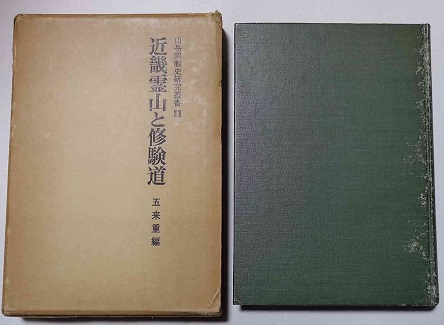 山岳宗教史研究叢書 11
近畿霊山と修験道
五来重編